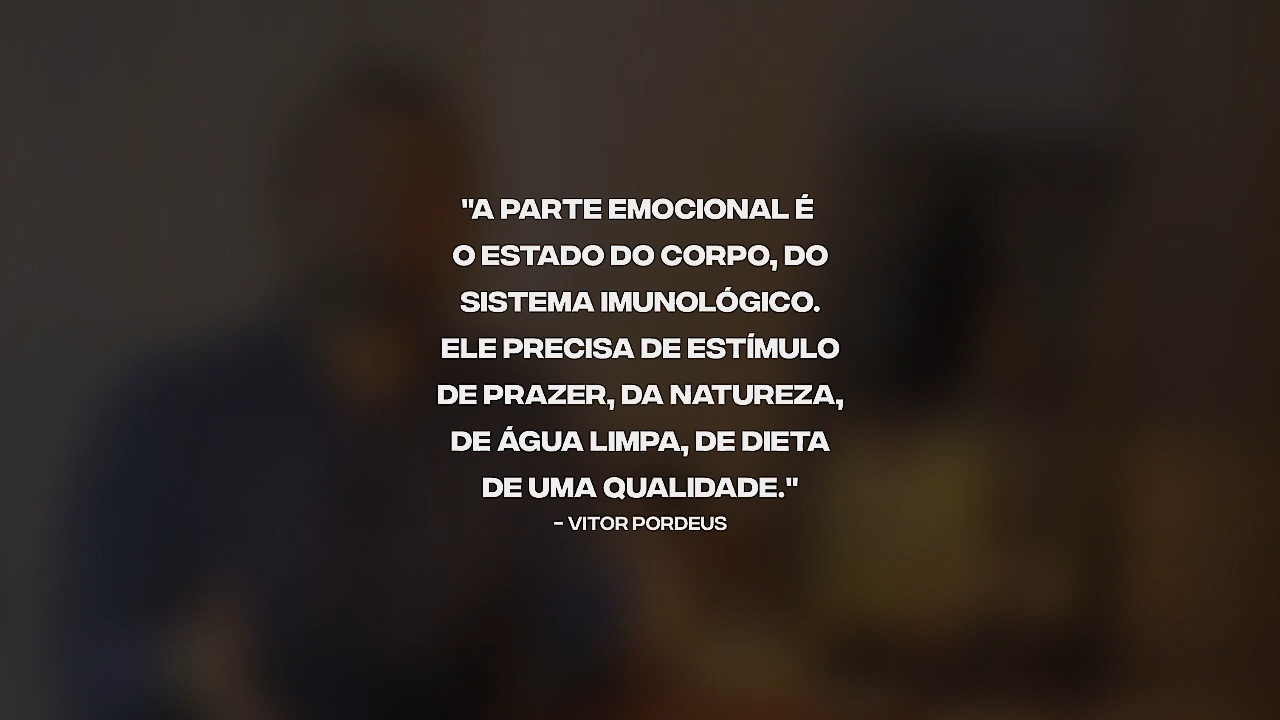 "A PARTE EMOCIONAL É
O ESTADO DO CORPO, DO
SISTEMA IMUNOLÓGICO.
ELE PRECISA DE ESTÍMULO
DE PRAZER, DA NATUREZA,
DE ÁGUA LIMPA, DE DIETA
DE UMA QUALIDADE."
- VITOR PORDEUS